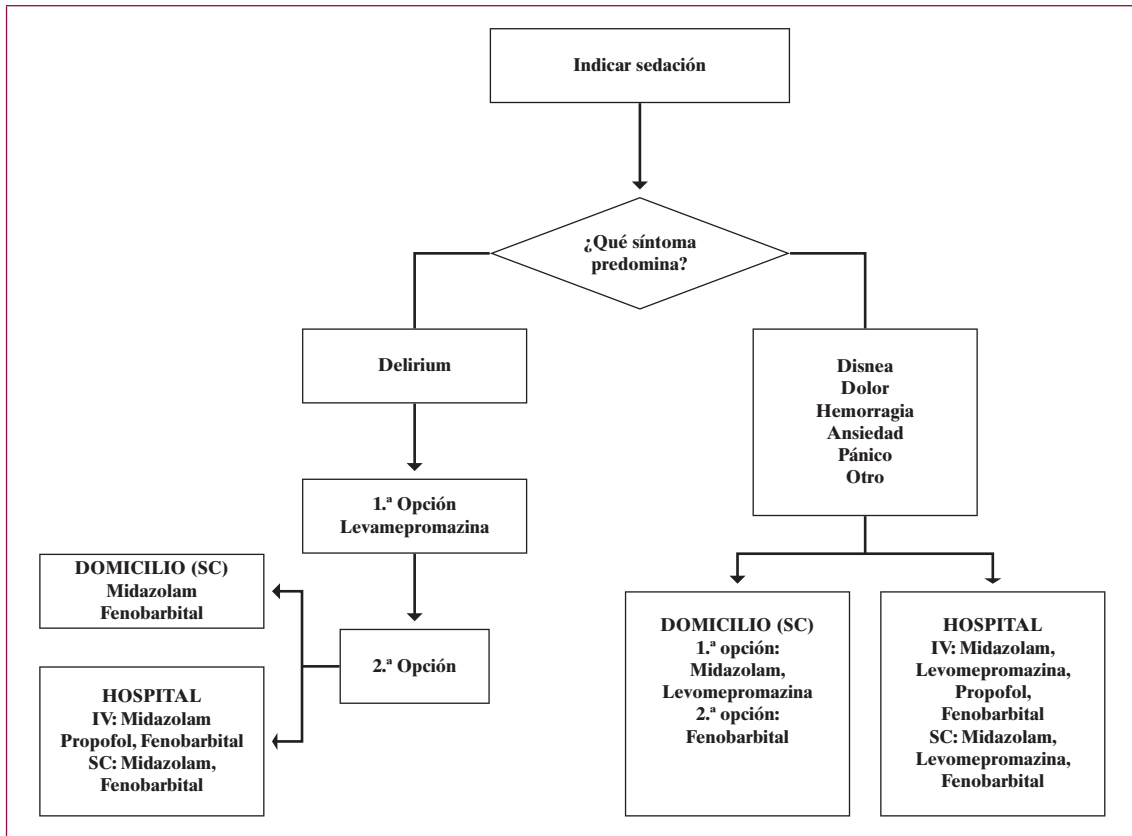 Indicar sedación
¿Qué síntoma
predomina?
Delirium
Disnea
Dolor
Hemorragia
Ansiedad
Pánico
Otro
1.ª Opción
Levamepromazina
DOMICILIO (SC)
Midazolam
Fenobarbital
2.ª Opción
HOSPITAL
IV: Midazolam
Propofol, Fenobarbital
SC: Midazolam,
Fenobarbital
DOMICILIO (SC)
1.ª opción:
Midazolam,
Levomepromazina
2.ª opción:
Fenobarbital
HOSPITAL
IV: Midazolam,
Levomepromazina,
Propofol,
Fenobarbital
SC: Midazolam,
Levomepromazina,
Fenobarbital